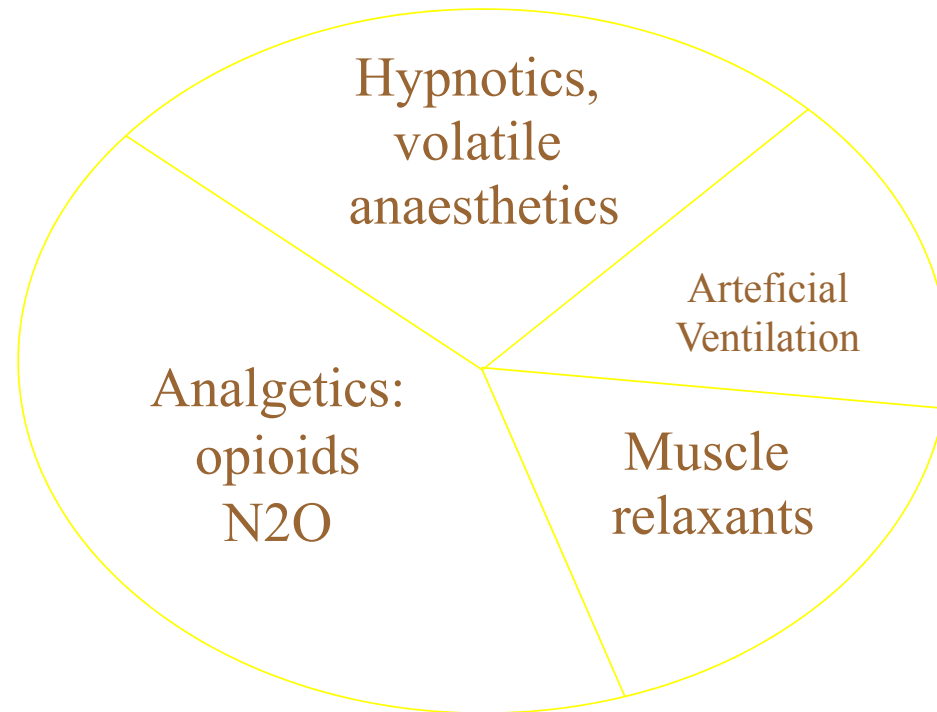 Hypnotics,
volatile
anaesthetics
Arteficial
Ventilation
Analgetics:
opioids
N2O
Muscle
relaxants